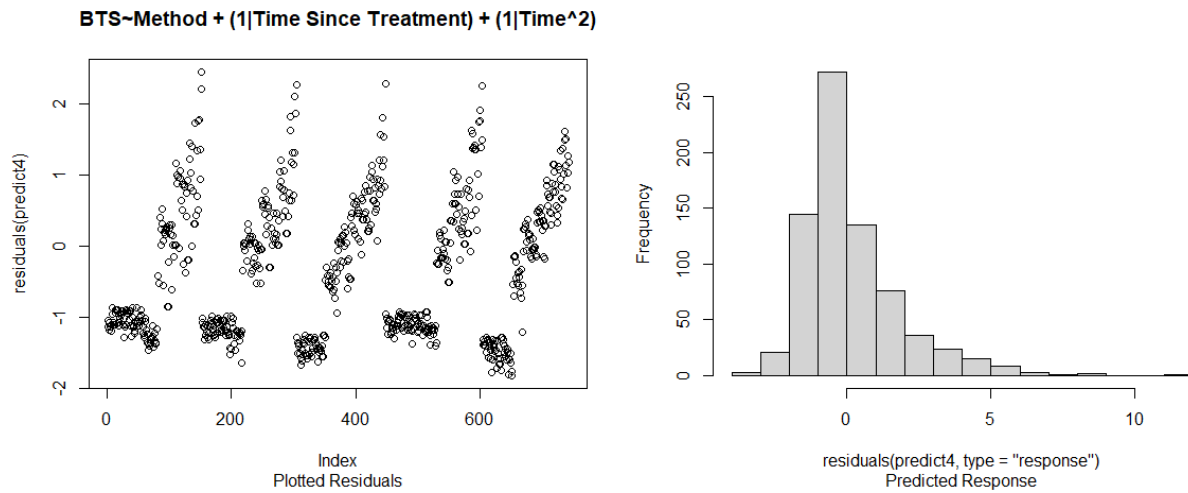 BTS~Method + (1|Time Since Treatment) + (1|Time^2)
residuals(predict4)
2
1
0
-1
-2
0
200
400
600
Index
Plotted Residuals
Frequency
250
200
150
100
50
0
0
5
10
residuals(predict4, type = "response")
Predicted Response